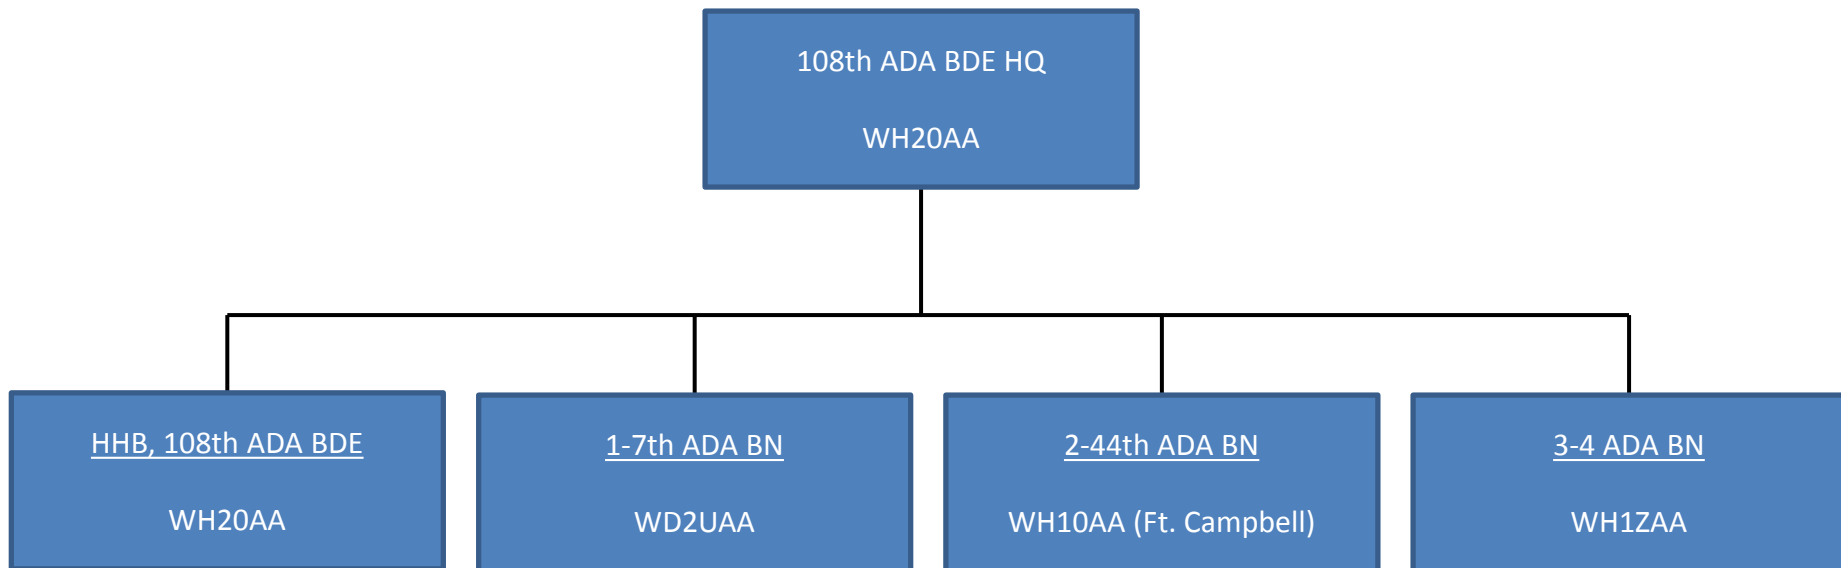 108th ADA BDE HQ
WH20AA
HHB, 108th ADA BDE
WH20AA
1-7th ADA BN
WD2UAA
2-44th ADA BN
WH10AA (Ft. Campbell)
3-4 ADA BN
WH1ZAA